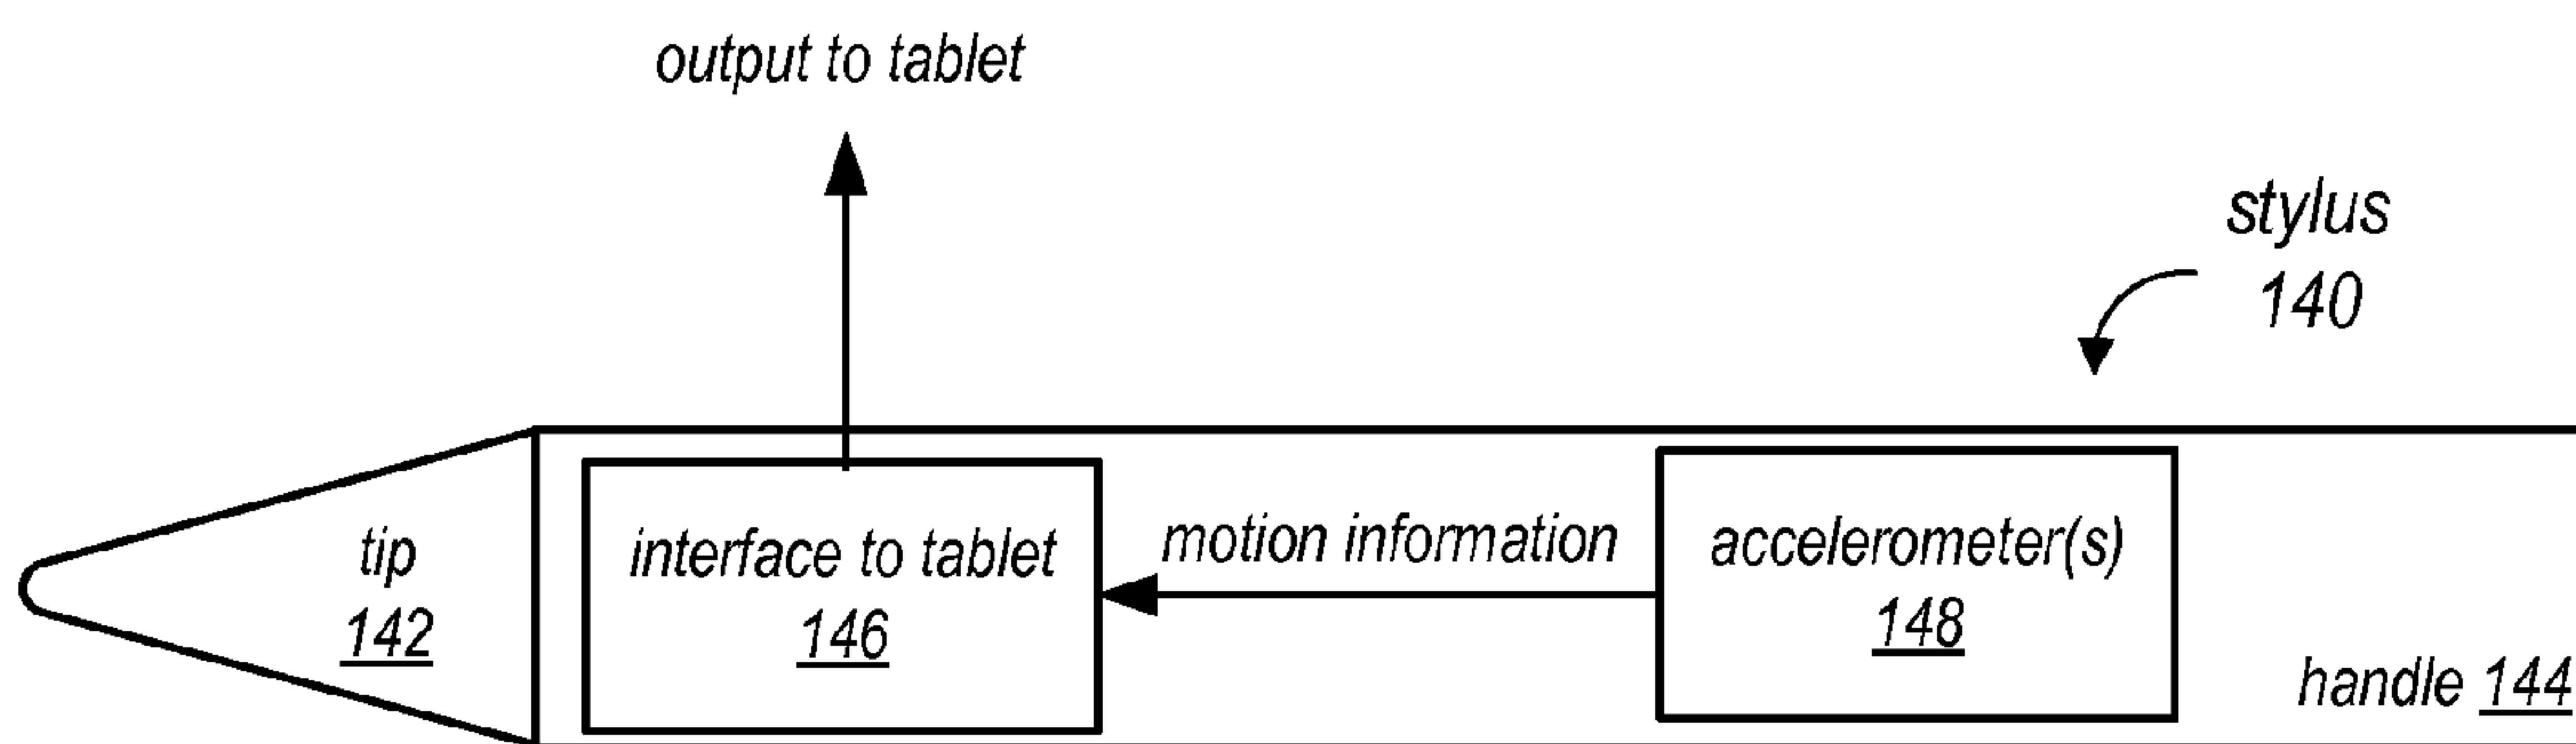 output to tablet
stylus
140
tip
142
interface to tablet
146
motion information
accelerometer(s)
148
handle 144